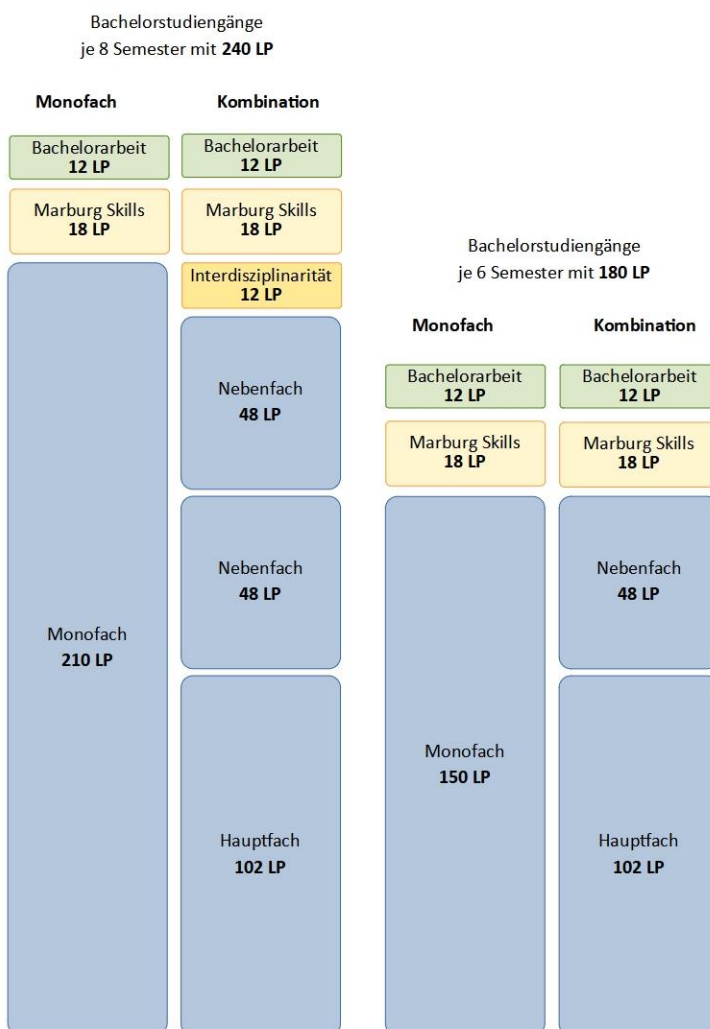 Bachelorstudiengänge
je 8 Semester mit 240 LP
Monofach
Kombination
Bachelorarbeit
12 LP
Marburg Skills
18 LP
Monofach
210 LP
Bachelorarbeit
12 LP
Marburg Skills
18 LP
Interdisziplinarität
12 LP
Nebenfach
48 LP
Nebenfach
48 LP
Hauptfach
102 LP
Bachelorstudiengänge
je 6 Semester mit 180 LP
Monofach
Kombination
Bachelorarbeit
12 LP
Marburg Skills
18 LP
Monofach
150 LP
Bachelorarbeit
12 LP
Marburg Skills
18 LP
Nebenfach
48 LP
Hauptfach
102 LP